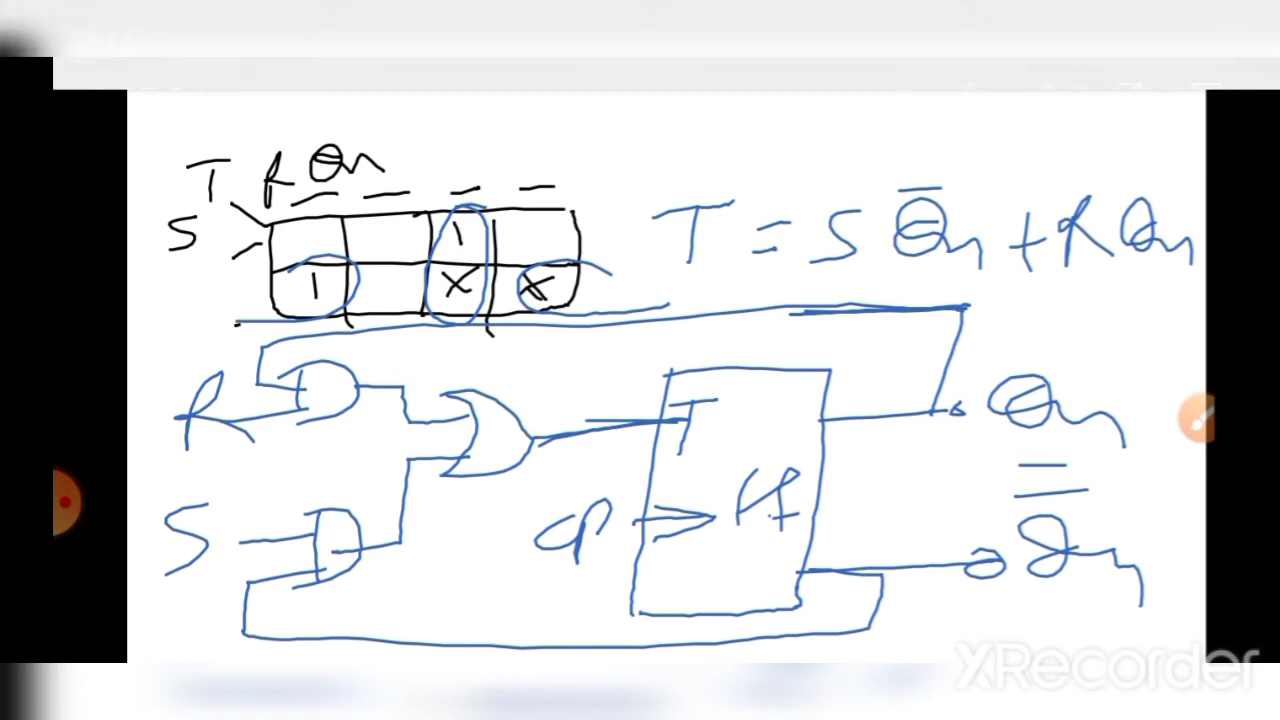 T R Qn
S
1
1 X X
T = S Q̅n + R Qn
R
T
Qn
S
CP
FF
Q̅n
XRecorder